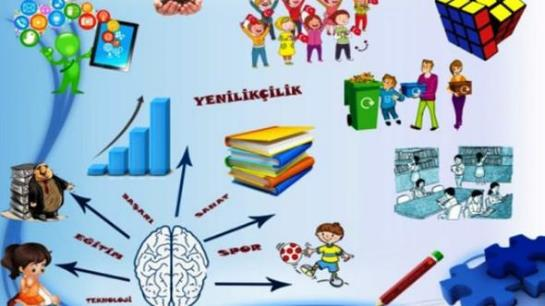 YENİLİKÇİLİK
BAŞARI
SANAT
EĞİTİM
SPOR
TEKNOLOJİ